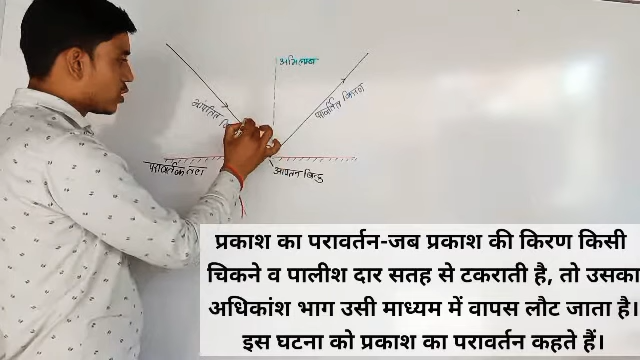 अभिलम्ब
आपतित
परावर्तित किरण
परावर्तक तल
आपतन बिन्दु
प्रकाश का परावर्तन-जब प्रकाश की किरण किसी
चिकने व पालीश दार सतह से टकराती है, तो उसका
अधिकांश भाग उसी माध्यम में वापस लौट जाता है।
इस घटना को प्रकाश का परावर्तन कहते हैं।